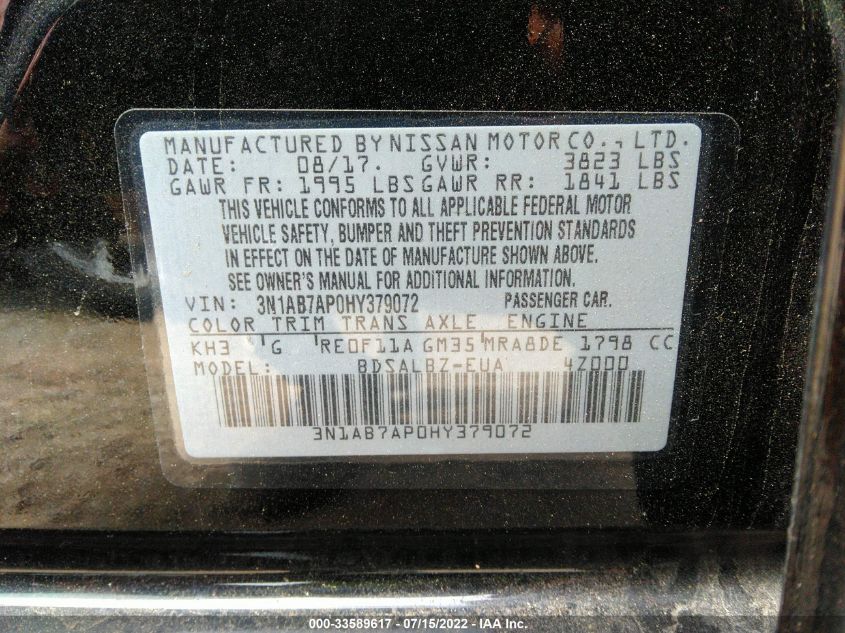 MANUFACTURED BY NISSAN MOTOR CO., LTD.
DATE: 08/17. GVWR: 3823 LBS
GAWR FR: 1995 LBS GAWR RR: 1841 LBS
THIS VEHICLE CONFORMS TO ALL APPLICABLE FEDERAL MOTOR
VEHICLE SAFETY, BUMPER AND THEFT PREVENTION STANDARDS
IN EFFECT ON THE DATE OF MANUFACTURE SHOWN ABOVE.
SEE OWNER'S MANUAL FOR ADDITIONAL INFORMATION.
VIN: 3N1AB7AP0HY379072 PASSENGER CAR.
COLOR TRIM TRANS AXLE ENGINE
KH3 G RE0F11A GM35 MRA8DE 1798 CC
MODEL: BDSALBZ-EUA 4Z000
3N1AB7AP0HY379072
000-33589617 - 07/15/2022 - IAA Inc.